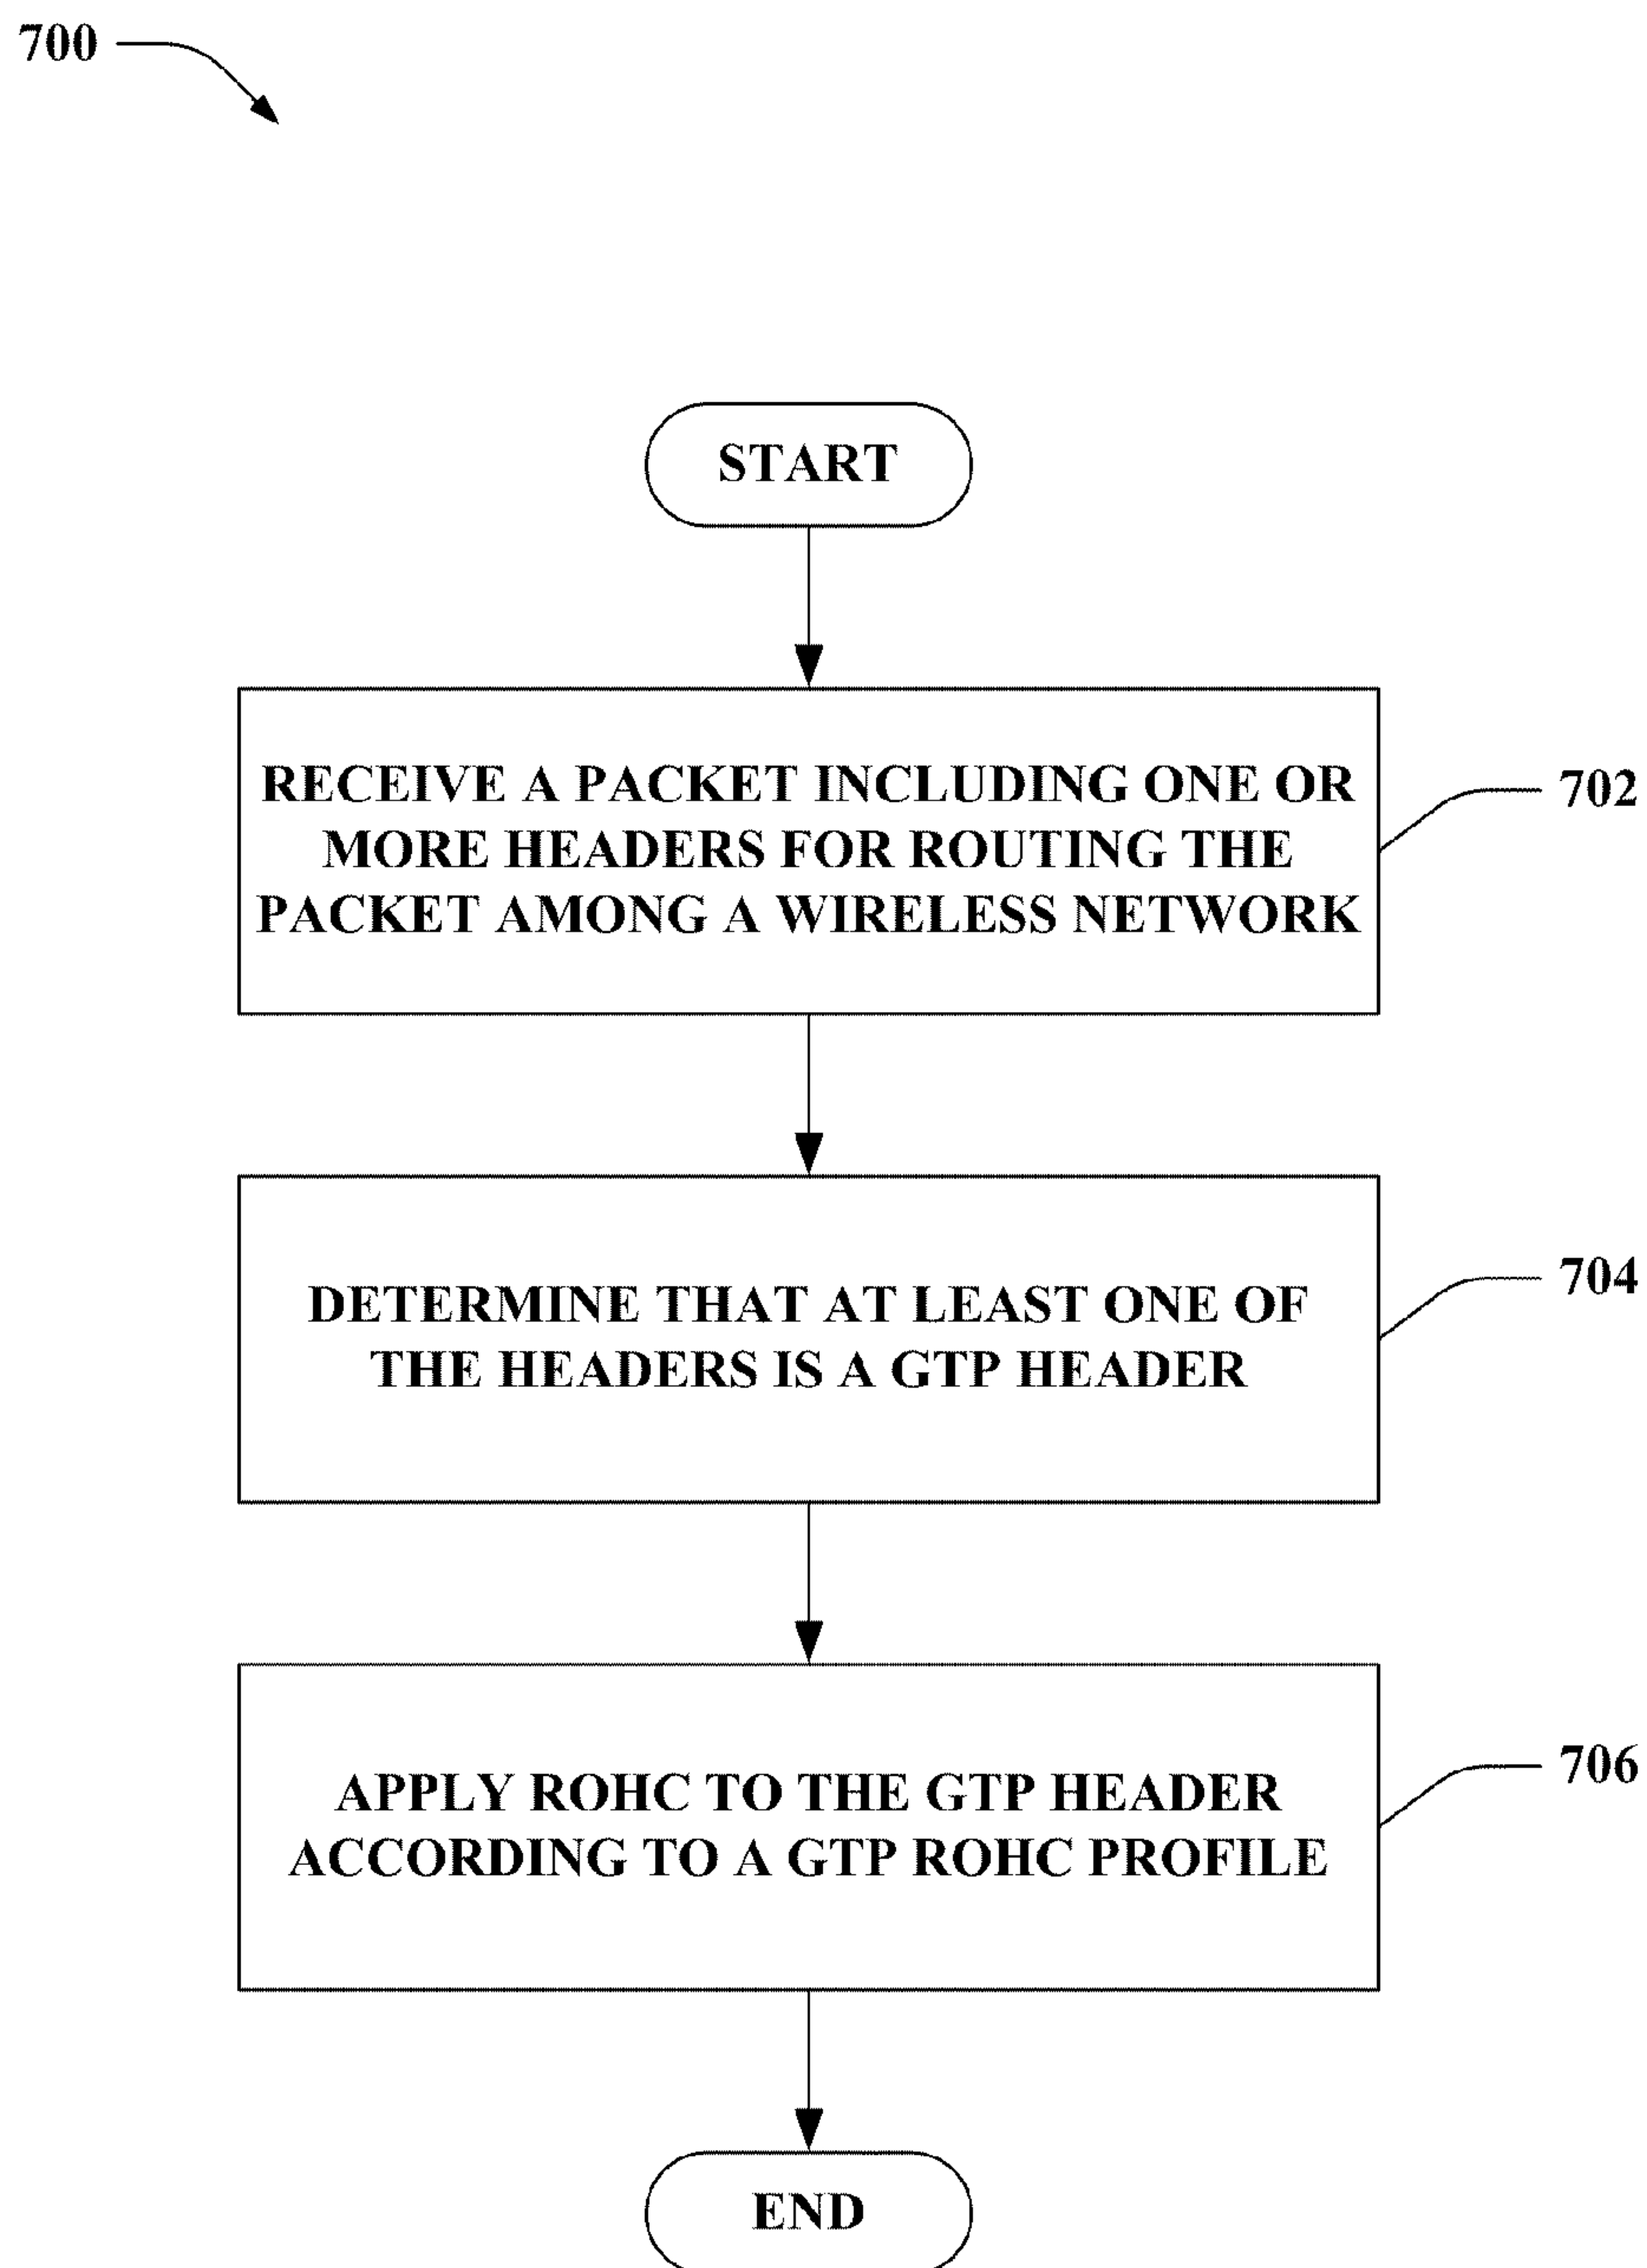 700
START
RECEIVE A PACKET INCLUDING ONE OR
MORE HEADERS FOR ROUTING THE
PACKET AMONG A WIRELESS NETWORK
702
DETERMINE THAT AT LEAST ONE OF
THE HEADERS IS A GTP HEADER
704
APPLY ROHC TO THE GTP HEADER
ACCORDING TO A GTP ROHC PROFILE
706
END